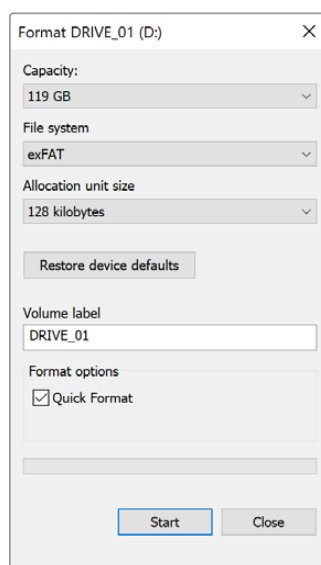 Format DRIVE_01 (D:)
Capacity:
119 GB
File system
exFAT
Allocation unit size
128 kilobytes
Restore device defaults
Volume label
DRIVE_01
Format options
Quick Format
Start Close